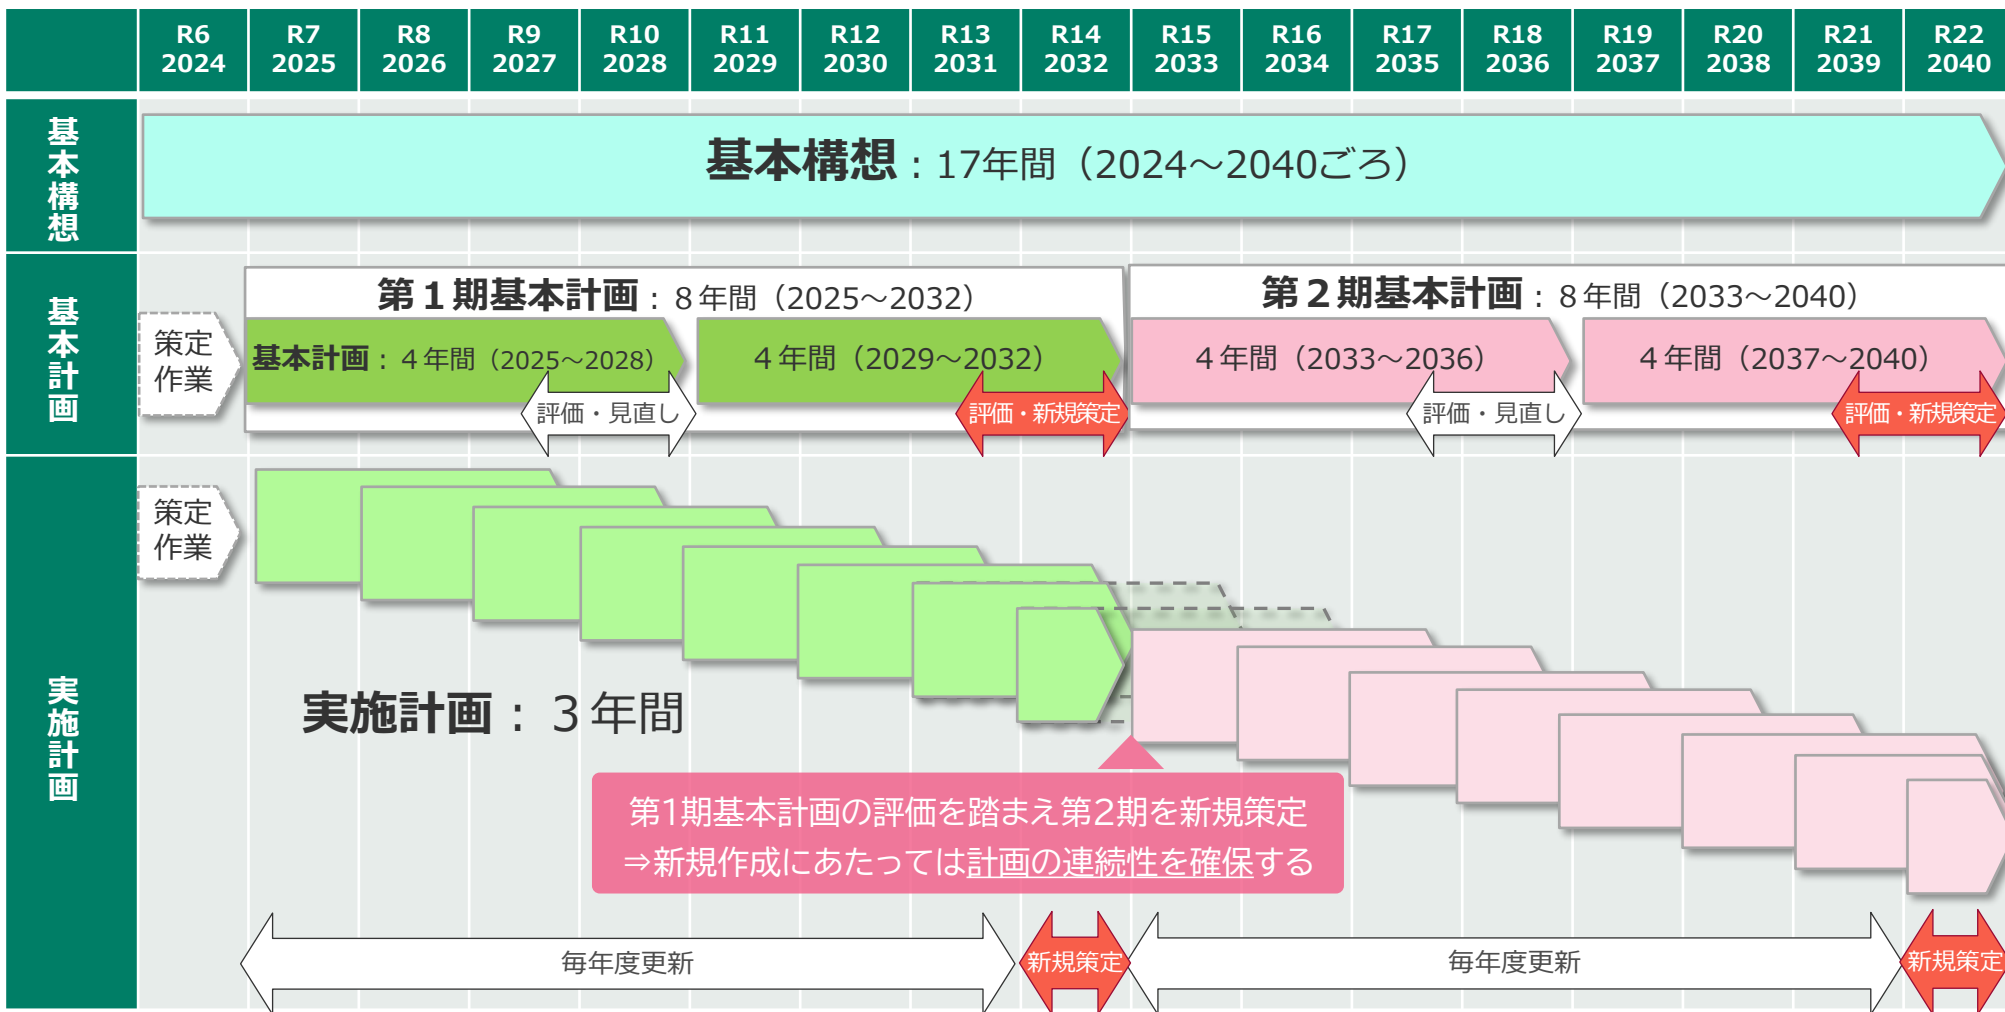 R6 R7 R8 R9 R10 R11 R12 R13 R14 R15 R16 R17 R18 R19 R20 R21 R22
2024 2025 2026 2027 2028 2029 2030 2031 2032 2033 2034 2035 2036 2037 2038 2039 2040
基本構想
基本構想：17年間（2024～2040ごろ）
基本計画
策定
作業
第１期基本計画：８年間（2025～2032）
基本計画：４年間（2025～2028）
４年間（2029～2032）
評価・見直し
評価・新規策定
第２期基本計画：８年間（2033～2040）
４年間（2033～2036）
４年間（2037～2040）
評価・見直し
評価・新規策定
実施計画
策定
作業
実施計画：３年間
第1期基本計画の評価を踏まえ第2期を新規策定
⇒新規作成にあたっては計画の連続性を確保する
毎年度更新
新規策定
毎年度更新
新規策定